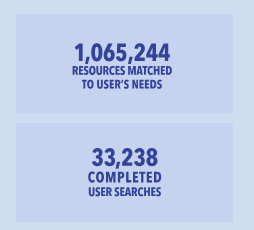 1,065,244
RESOURCES MATCHED
TO USER'S NEEDS
33,238
COMPLETED
USER SEARCHES